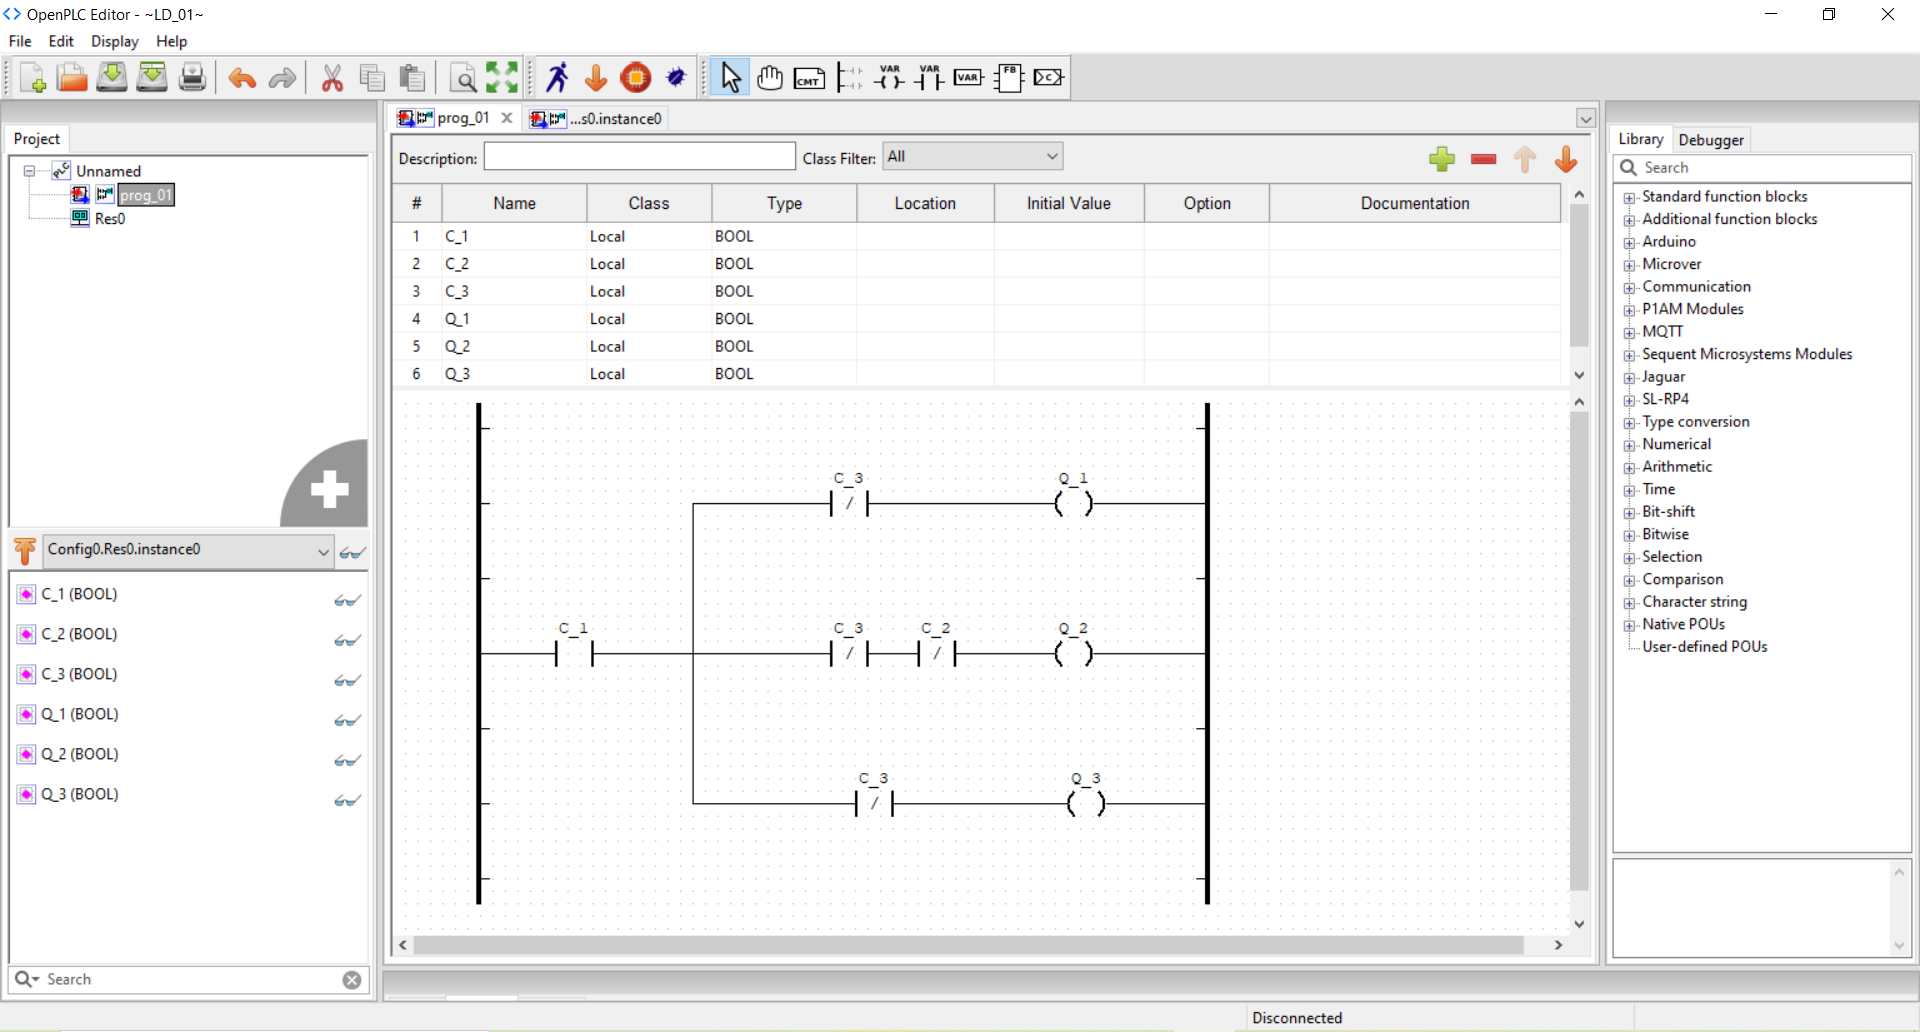 OpenPLC Editor - ~LD_01~
File Edit Display Help
CMT VAR VAR VAR FB C
Project
Unnamed
prog_01
Res0
Config0.Res0.instance0
C_1 (BOOL)
C_2 (BOOL)
C_3 (BOOL)
Q_1 (BOOL)
Q_2 (BOOL)
Q_3 (BOOL)
Search
prog_01 ...s0.instance0
Description: Class Filter: All
# Name Class Type Location Initial Value Option Documentation
1 C_1 Local BOOL
2 C_2 Local BOOL
3 C_3 Local BOOL
4 Q_1 Local BOOL
5 Q_2 Local BOOL
6 Q_3 Local BOOL
C_3 Q_1
C_1 C_3 C_2 Q_2
C_3 Q_3
Library Debugger
Search
Standard function blocks
Additional function blocks
Arduino
Microver
Communication
P1AM Modules
MQTT
Sequent Microsystems Modules
Jaguar
SL-RP4
Type conversion
Numerical
Arithmetic
Time
Bit-shift
Bitwise
Selection
Comparison
Character string
Native POUs
User-defined POUs
Disconnected